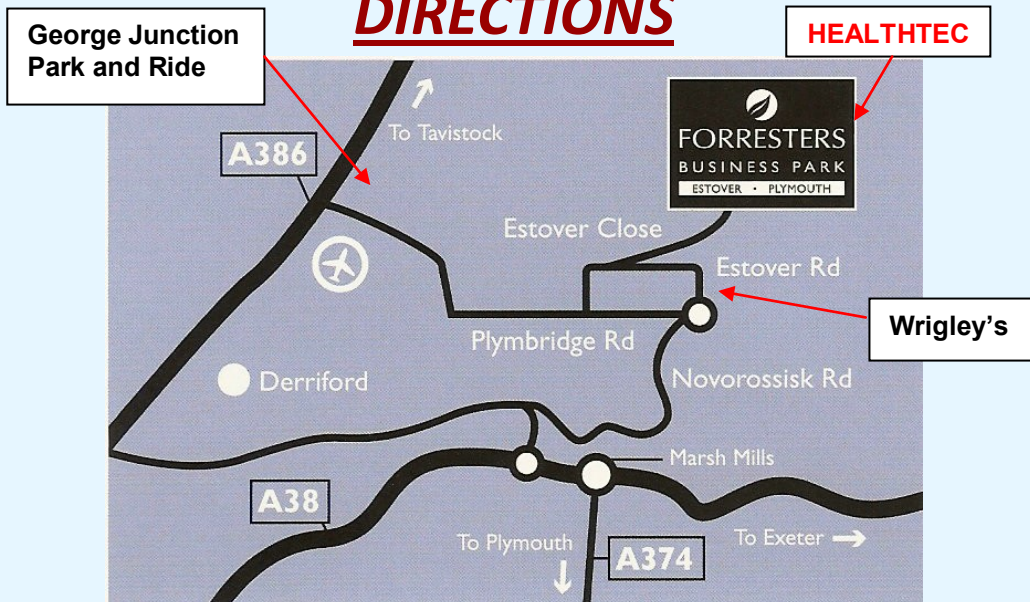 DIRECTIONS
George Junction
Park and Ride
HEALTHTEC
To Tavistock
A386
FORRESTERS
BUSINESS PARK
ESTOVER • PLYMOUTH
Estover Close
Estover Rd
Wrigley’s
Plymbridge Rd
Derriford
Novorossisk Rd
Marsh Mills
A38
To Plymouth
A374
To Exeter